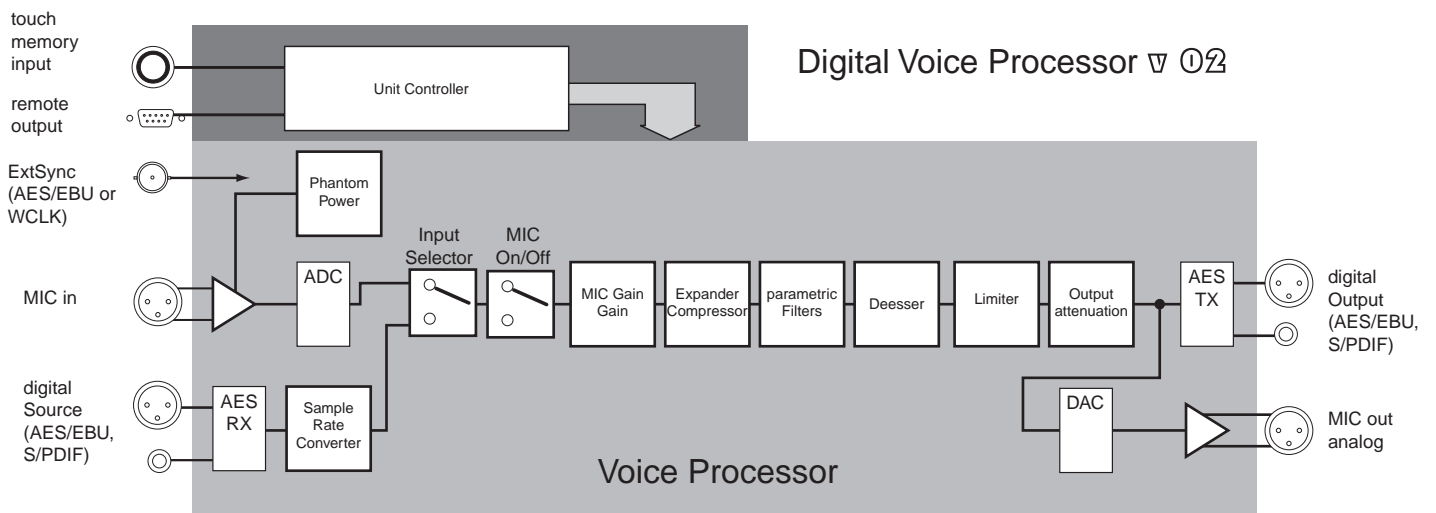 touch
memory
input
Unit Controller
Digital Voice Processor V 02
remote
output
ExtSync
(AES/EBU or
WCLK)
Phantom
Power
Input
Selector
MIC
On/Off
MIC in
ADC
MIC Gain
Gain
Expander
Compressor
parametric
Filters
Deesser
Limiter
Output
attenuation
AES
TX
digital
Output
(AES/EBU,
S/PDIF)
digital
Source
(AES/EBU,
S/PDIF)
AES
RX
Sample
Rate
Converter
DAC
MIC out
analog
Voice Processor